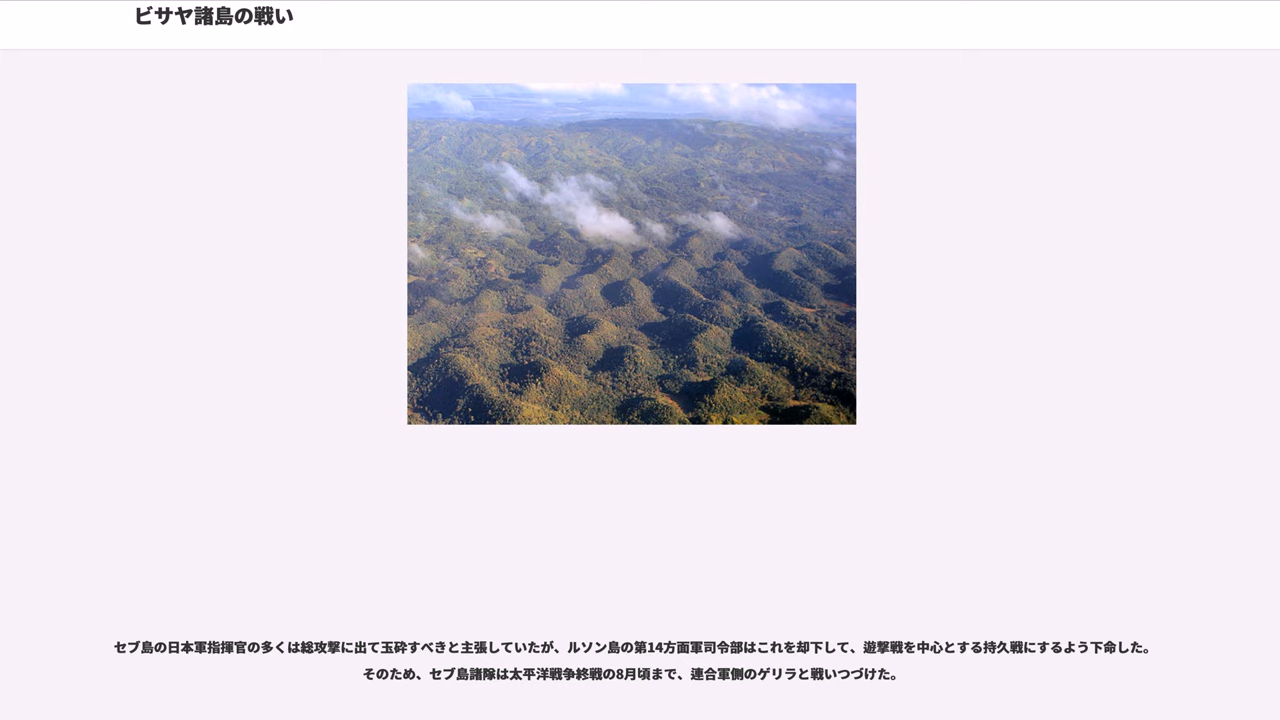 ビサヤ諸島の戦い
セブ島の日本軍指揮官の多くは総攻撃に出て玉砕すべきと主張していたが、ルソン島の第14方面軍司令部はこれを却下して、遊撃戦を中心とする持久戦にするよう下命した。
そのため、セブ島諸隊は太平洋戦争終戦の8月頃まで、連合軍側のゲリラと戦いつづけた。